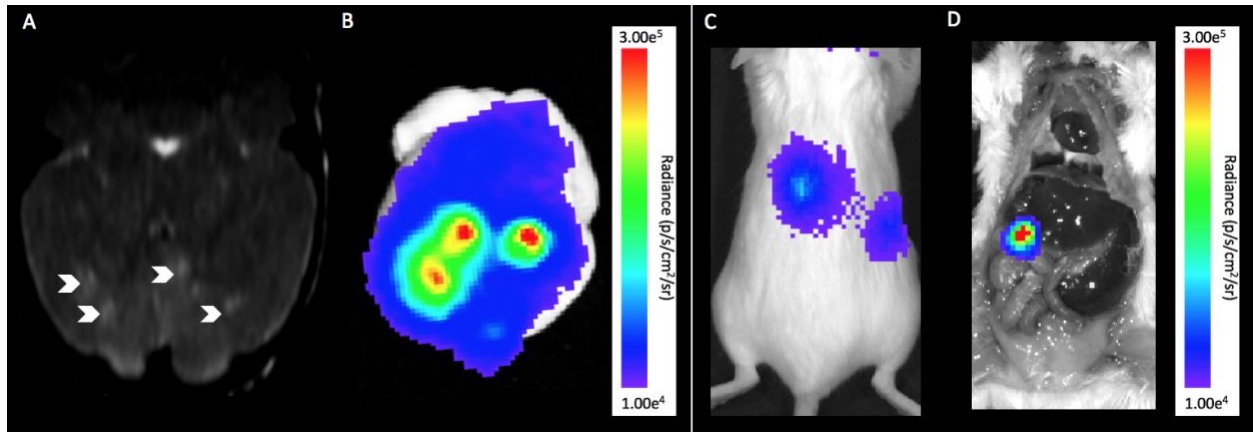 A
B
3.00e⁵
Radiance (p/s/cm²/sr)
1.00e⁴
C
D
3.00e⁵
Radiance (p/s/cm²/sr)
1.00e⁴